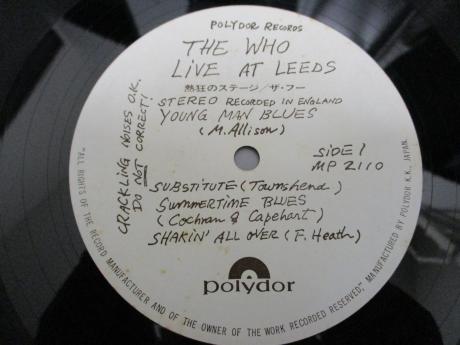 POLYDOR RECORDS
THE WHO
LiVE AT LEEDS
熱狂のステージ/ザ・フー
STEREO RECORDED IN ENGLAND
YOUNG MAN BLUES
(M. Allison)
SiDE 1
MP 2110
CRACKLING NOISES O.K.
DO NOT CORRECT!
SUBSTITUTE (Townshend)
SUMMERTIME BLUES
(Cochran & Capehart)
SHAKIN' ALL OVER (F. Heath)
polydor
"ALL RIGHTS OF THE RECORD MANUFACTURER AND OF THE OWNER OF THE WORK RECORDED RESERVED," MANUFACTURED BY POLYDOR K.K., JAPAN.